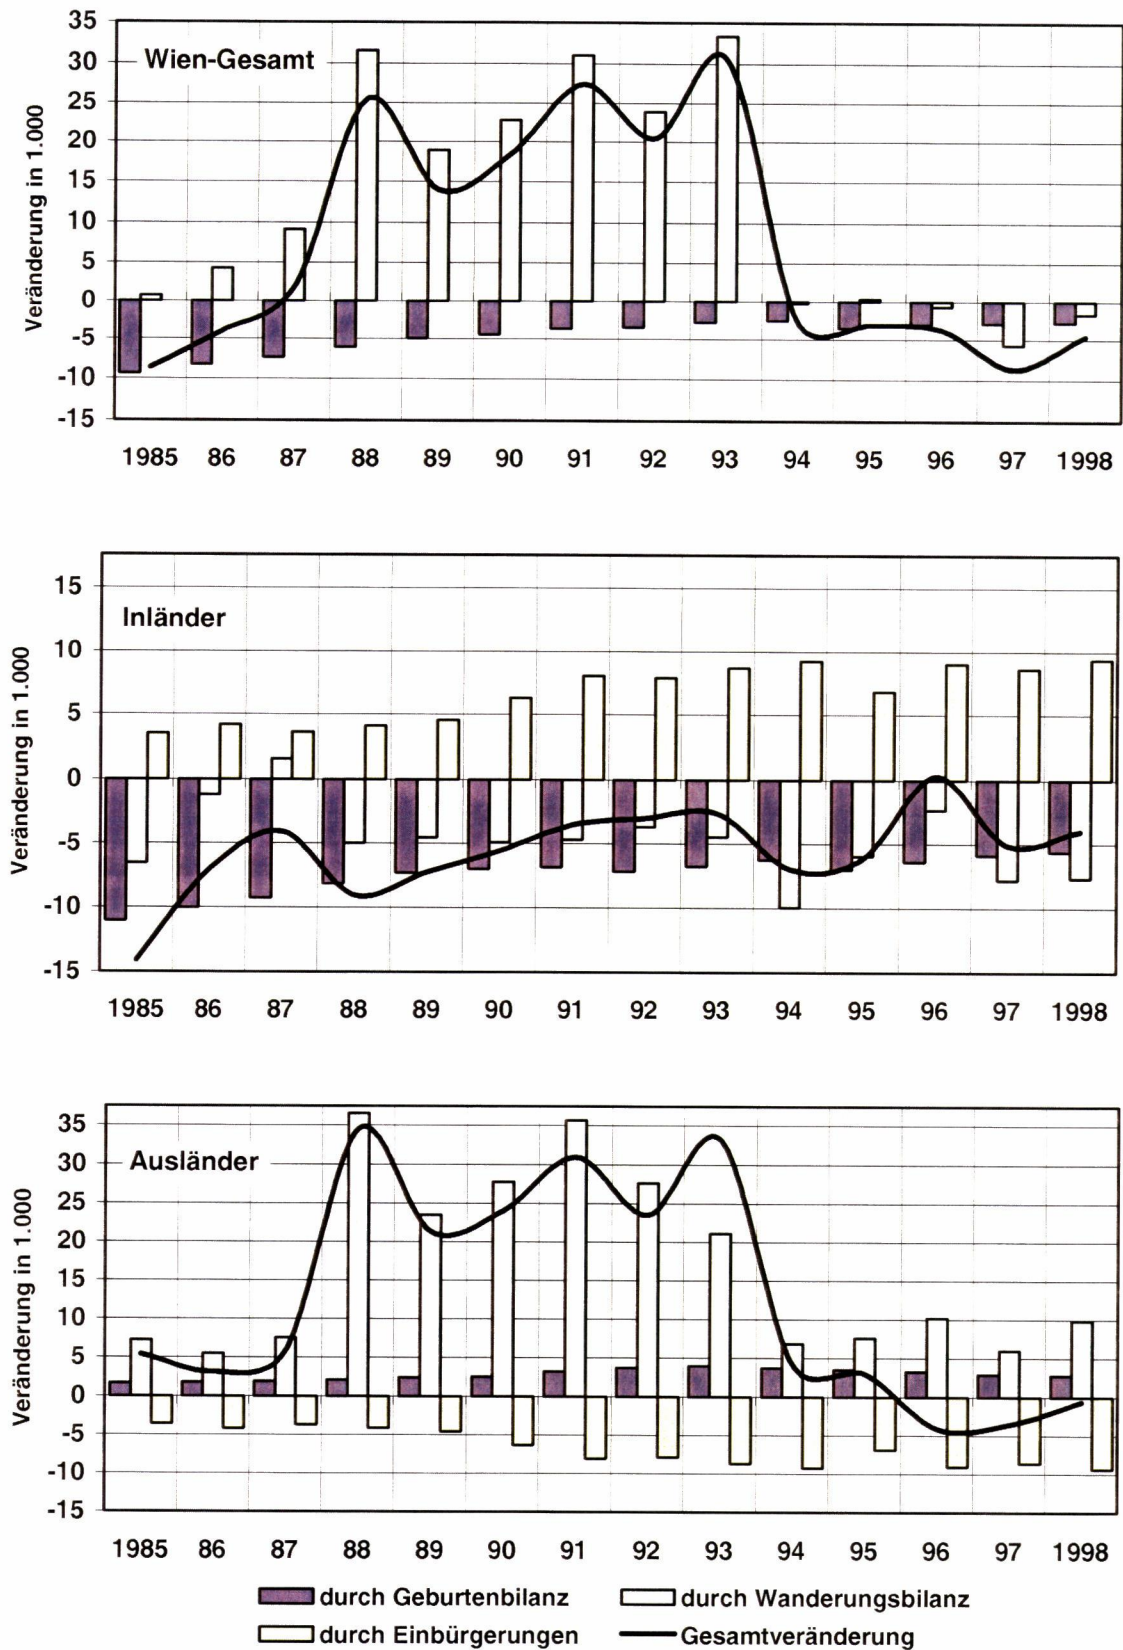 Wien-Gesamt
Veränderung in 1.000
35
30
25
20
15
10
5
0
-5
-10
-15
1985 86 87 88 89 90 91 92 93 94 95 96 97 1998
Inländer
Veränderung in 1.000
15
10
5
0
-5
-10
-15
1985 86 87 88 89 90 91 92 93 94 95 96 97 1998
Ausländer
Veränderung in 1.000
35
30
25
20
15
10
5
0
-5
-10
-15
1985 86 87 88 89 90 91 92 93 94 95 96 97 1998
durch Geburtenbilanz durch Wanderungsbilanz
durch Einbürgerungen Gesamtveränderung